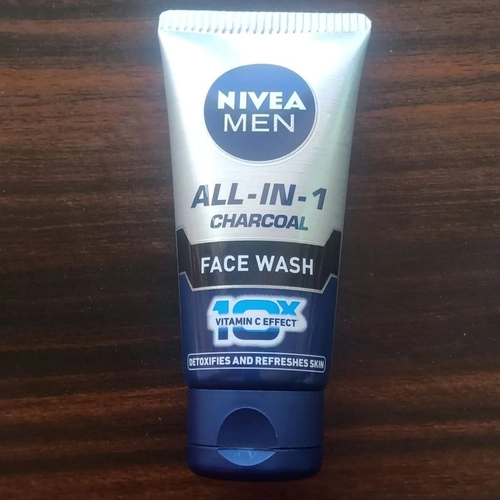 NIVEA
MEN
ALL-IN-1
CHARCOAL
FACE WASH
10X
VITAMIN C EFFECT
DETOXIFIES AND REFRESHES SKIN